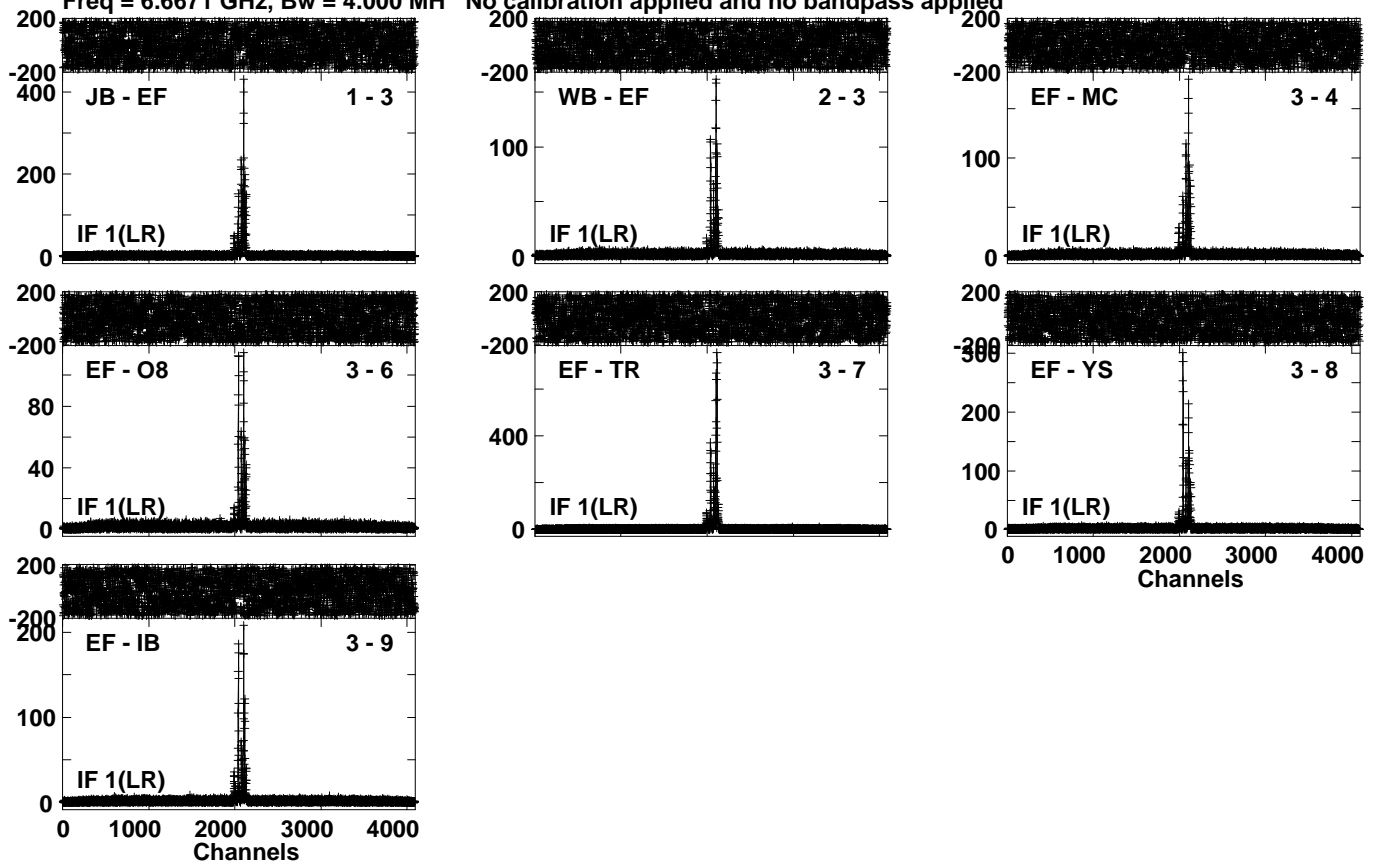 Freq = 6.6671 GHz, Bw = 4.000 MH No calibration applied and no bandpass applied
200 200 200
-200 -200 -200
400 JB - EF 1 - 3 WB - EF 2 - 3 EF - MC 3 - 4
100 100
200
IF 1(LR) IF 1(LR) IF 1(LR)
0 0 0
200 200 200
-200 -200 -200
300
EF - O8 3 - 6 EF - TR 3 - 7 EF - YS 3 - 8
80 400 200
40 100
IF 1(LR) IF 1(LR) IF 1(LR)
0 0 0
0 1000 2000 3000 4000
Channels
200
-200
200
EF - IB 3 - 9
100
IF 1(LR)
0
0 1000 2000 3000 4000
Channels